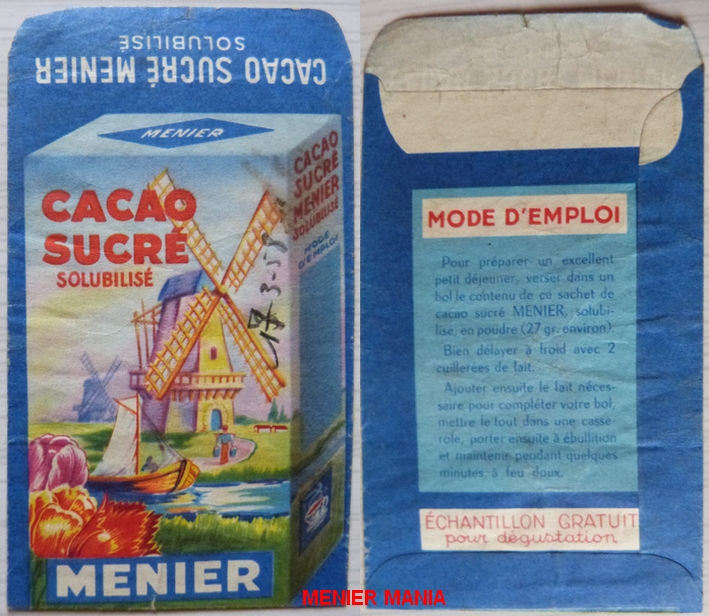 CACAO SUCRÉ MENIER
SOLUBILISÉ
MENIER
CACAO
SUCRÉ
SOLUBILISÉ
CACAO
SUCRÉ
MENIER
SOLUBILISÉ
MODE
D'EMPLOI
17-3-58
MENIER
MODE D'EMPLOI
Pour préparer un excellent
petit déjeuner, verser dans un
bol le contenu de ce sachet de
cacao sucré MENIER, solubi-
lisé, en poudre (27 gr. environ).
Bien délayer à froid avec 2
cuillerées de lait.
Ajouter ensuite le lait néces-
saire pour compléter votre bol,
mettre le tout dans une casse-
role, porter ensuite à ébullition
et maintenir pendant quelques
minutes à feu doux.
ÉCHANTILLON GRATUIT
pour dégustation
MENIER MANIA